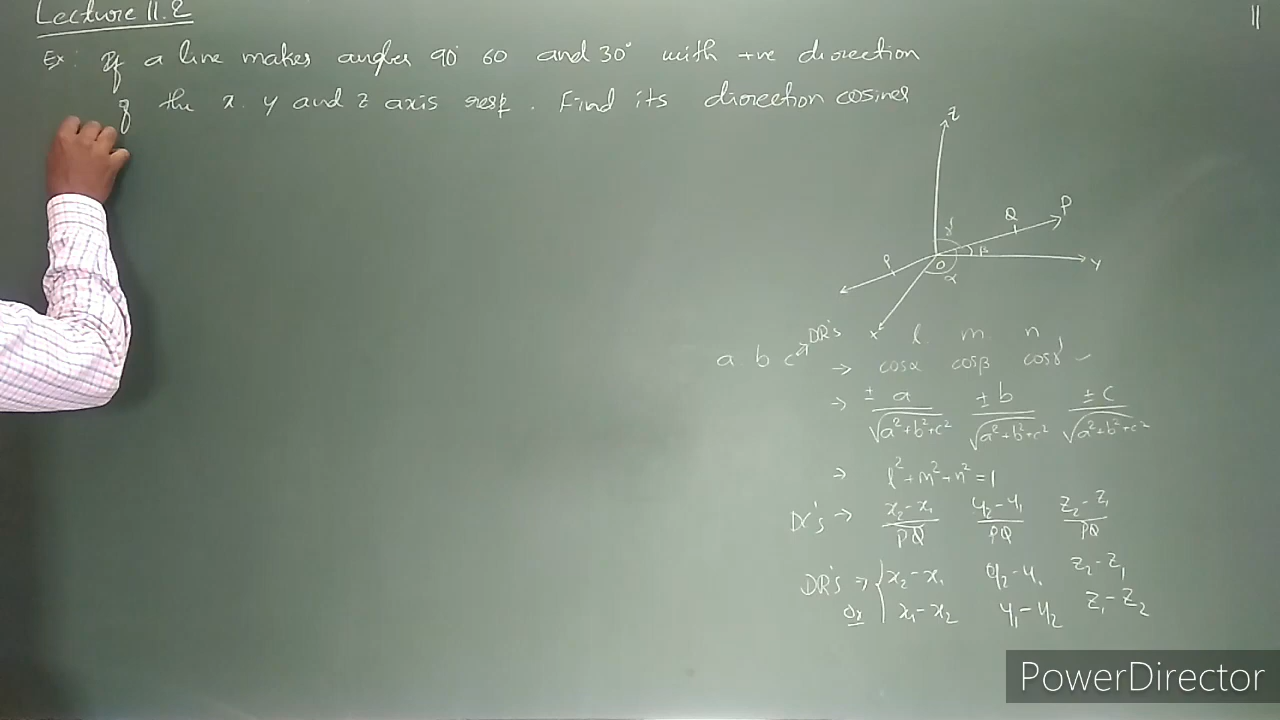 Lecture 11.2
11
Ex: If a line makes angles 90° 60 and 30° with +ve direction
of the x. y and z axis resp. Find its direction cosines
z
Q P
γ
β
P O y
α
x
DR's l. m n
a b c → cosα cosβ cosγ
→ ± a/√a²+b²+c² ± b/√a²+b²+c² ± c/√a²+b²+c²
→ l²+m²+n²=1
DC's → x₂-x₁/PQ y₂-y₁/PQ z₂-z₁/PQ
DR's → x₂-x₁ y₂-y₁ z₂-z₁
Or x₁-x₂ y₁-y₂ z₁-z₂
PowerDirector